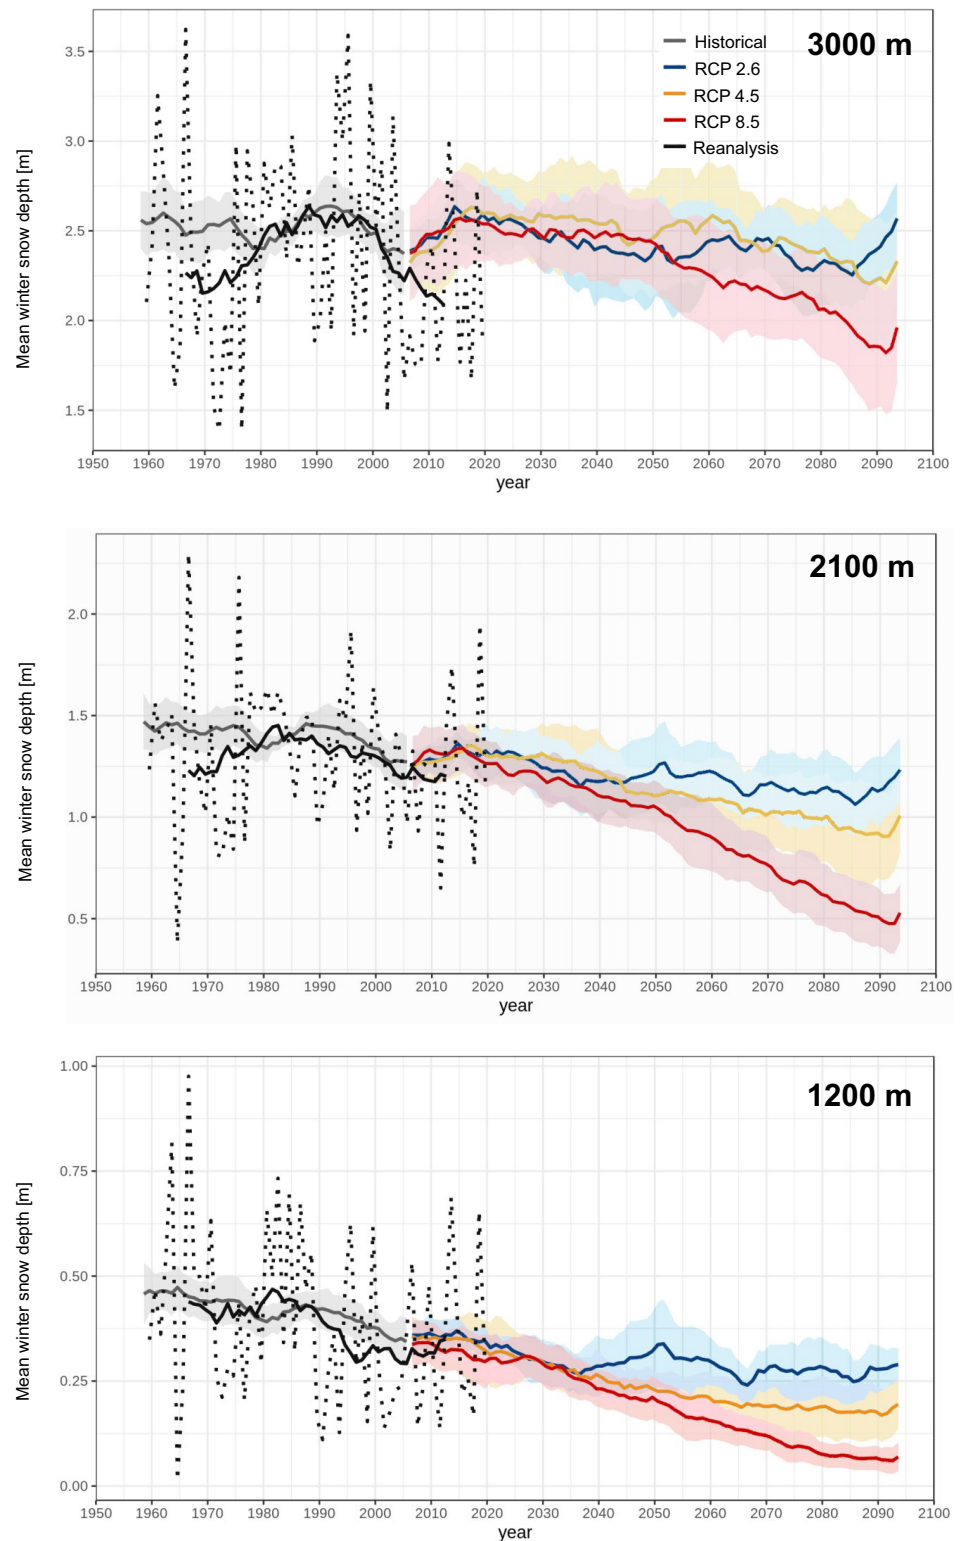 3000 m
Historical
RCP 2.6
RCP 4.5
RCP 8.5
Reanalysis
Mean winter snow depth [m]
3.5
3.0
2.5
2.0
1.5
1950 1960 1970 1980 1990 2000 2010 2020 2030 2040 2050 2060 2070 2080 2090 2100
year
2100 m
Mean winter snow depth [m]
2.0
1.5
1.0
0.5
1950 1960 1970 1980 1990 2000 2010 2020 2030 2040 2050 2060 2070 2080 2090 2100
year
1200 m
Mean winter snow depth [m]
1.00
0.75
0.50
0.25
0.00
1950 1960 1970 1980 1990 2000 2010 2020 2030 2040 2050 2060 2070 2080 2090 2100
year